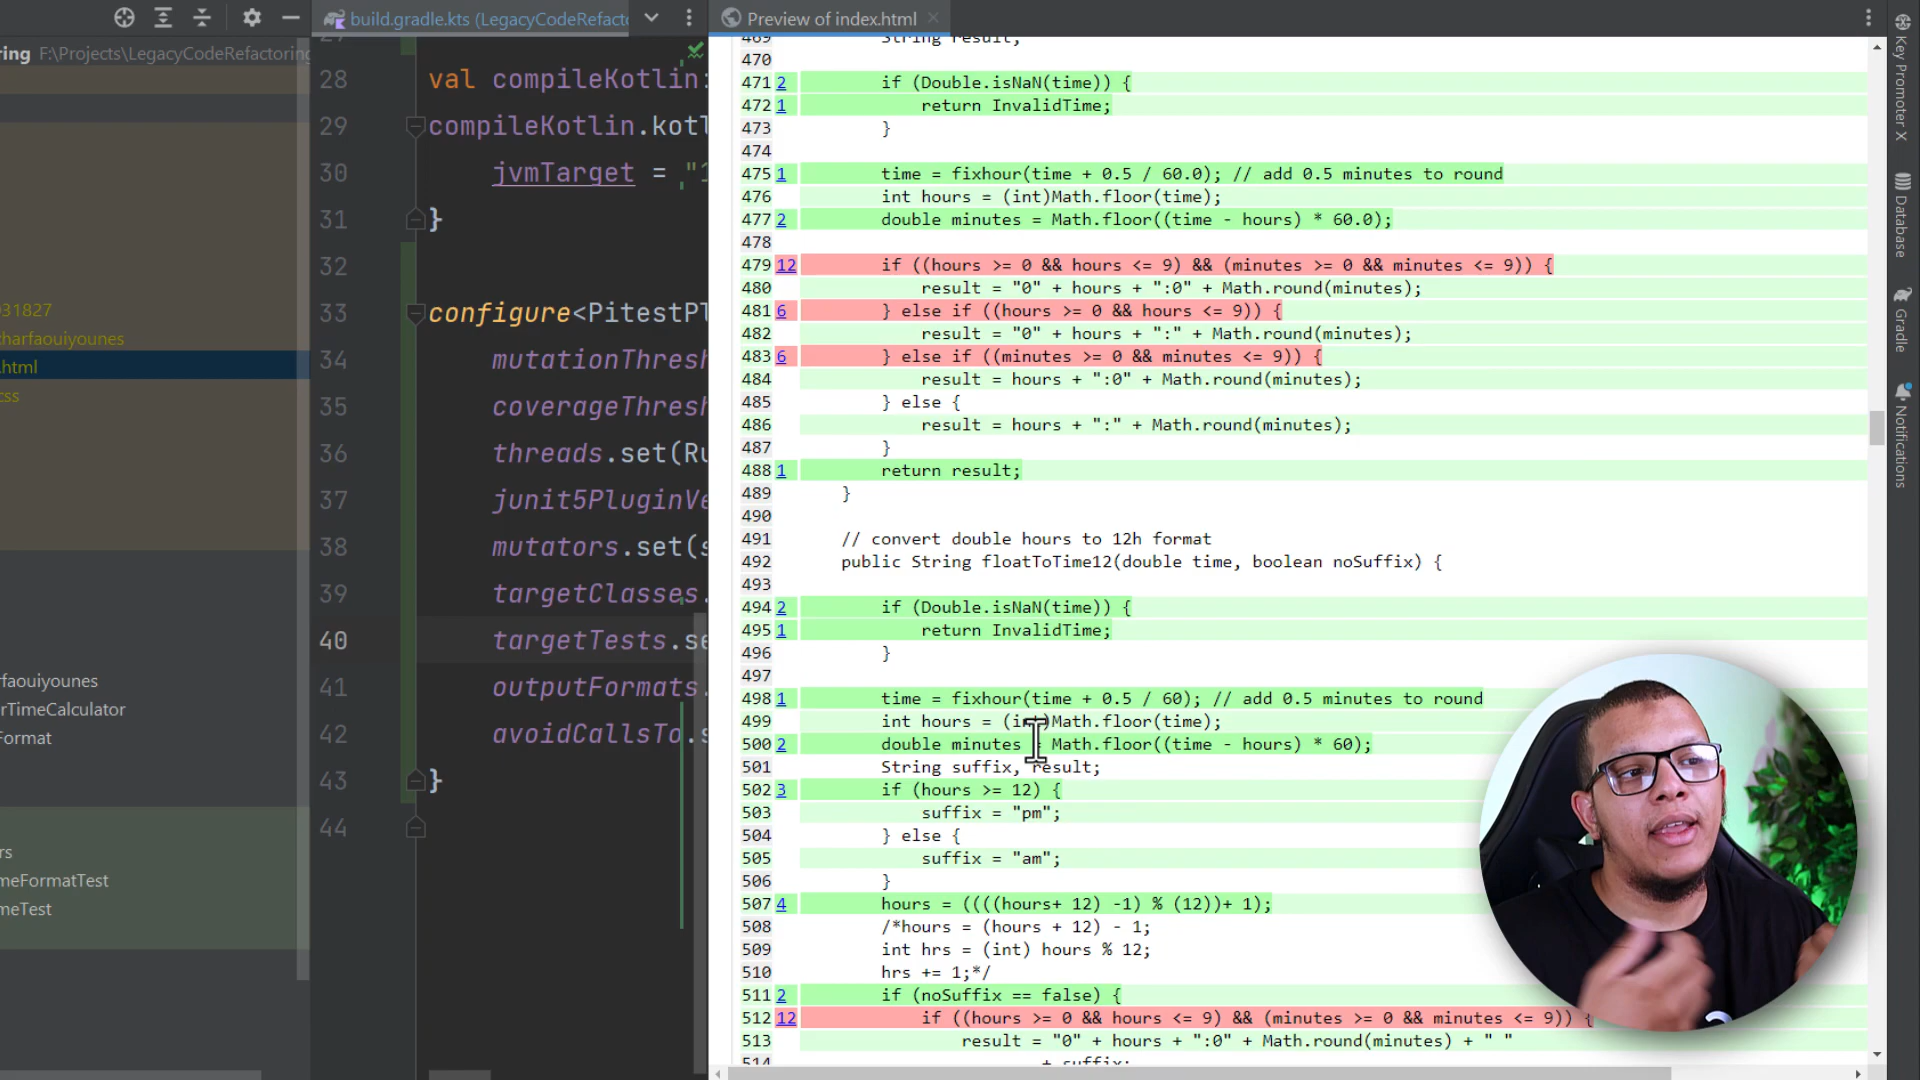 build.gradle.kts (LegacyCodeRefacto
Preview of index.html
ring F:\Projects\LegacyCodeRefactoring
031827
charfaouiyounes
.html
css
faouiyounes
rTimeCalculator
Format
rs
meFormatTest
meTest
28 val compileKotlin:
29 compileKotlin.kotl
30 jvmTarget = "1
31 }
32
33 configure<PitestPl
34 mutationThresh
35 coverageThresh
36 threads.set(Ru
37 junit5PluginVe
38 mutators.set(s
39 targetClasses.
40 targetTests.se
41 outputFormats.
42 avoidCallsTo.s
43 }
44
469 String result;
470
471 2 if (Double.isNaN(time)) {
472 1 return InvalidTime;
473 }
474
475 1 time = fixhour(time + 0.5 / 60.0); // add 0.5 minutes to round
476 int hours = (int)Math.floor(time);
477 2 double minutes = Math.floor((time - hours) * 60.0);
478
479 12 if ((hours >= 0 && hours <= 9) && (minutes >= 0 && minutes <= 9)) {
480 result = "0" + hours + ":0" + Math.round(minutes);
481 6 } else if ((hours >= 0 && hours <= 9)) {
482 result = "0" + hours + ":" + Math.round(minutes);
483 6 } else if ((minutes >= 0 && minutes <= 9)) {
484 result = hours + ":0" + Math.round(minutes);
485 } else {
486 result = hours + ":" + Math.round(minutes);
487 }
488 1 return result;
489 }
490
491 // convert double hours to 12h format
492 public String floatToTime12(double time, boolean noSuffix) {
493
494 2 if (Double.isNaN(time)) {
495 1 return InvalidTime;
496 }
497
498 1 time = fixhour(time + 0.5 / 60); // add 0.5 minutes to round
499 int hours = (int)Math.floor(time);
500 2 double minutes = Math.floor((time - hours) * 60);
501 String suffix, result;
502 3 if (hours >= 12) {
503 suffix = "pm";
504 } else {
505 suffix = "am";
506 }
507 4 hours = ((((hours+ 12) -1) % (12))+ 1);
508 /*hours = (hours + 12) - 1;
509 int hrs = (int) hours % 12;
510 hrs += 1;*/
511 2 if (noSuffix == false) {
512 12 if ((hours >= 0 && hours <= 9) && (minutes >= 0 && minutes <= 9)) {
513 result = "0" + hours + ":0" + Math.round(minutes) + " "
514 + suffix;
Key Promoter X
Database
Gradle
Notifications